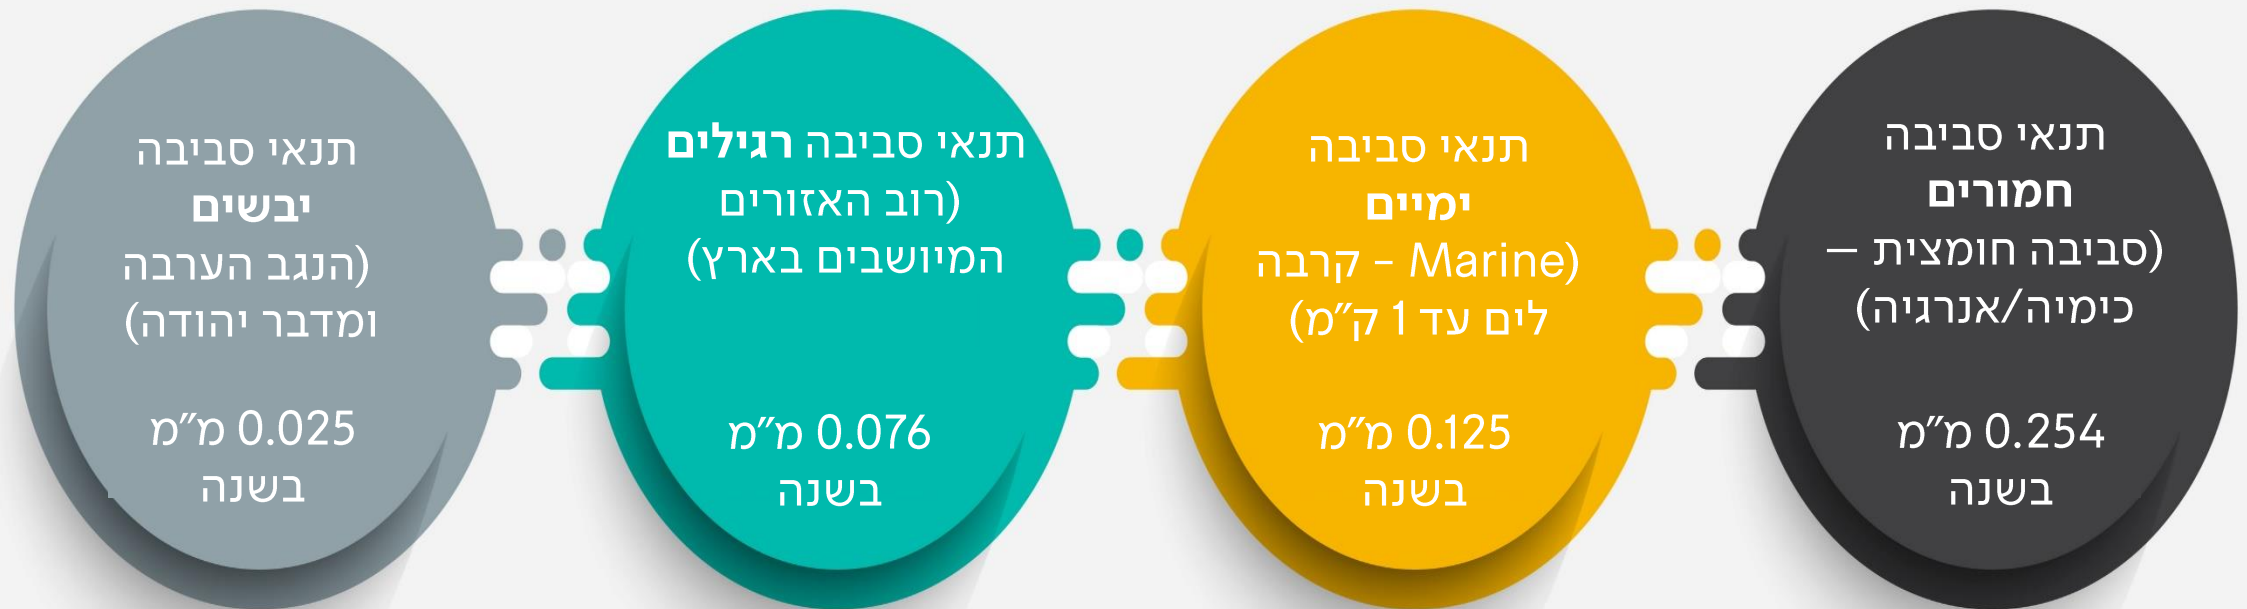 תנאי סביבה
חמורים
(סביבה חומצית –
כימיה/אנרגיה)
0.254 מ״מ
בשנה
תנאי סביבה
ימיים
(Marine - קרבה
לים עד 1 ק״מ)
0.125 מ״מ
בשנה
תנאי סביבה רגילים
(רוב האזורים
המיושבים בארץ)
0.076 מ״מ
בשנה
תנאי סביבה
יבשים
(הנגב הערבה
ומדבר יהודה)
0.025 מ״מ
בשנה